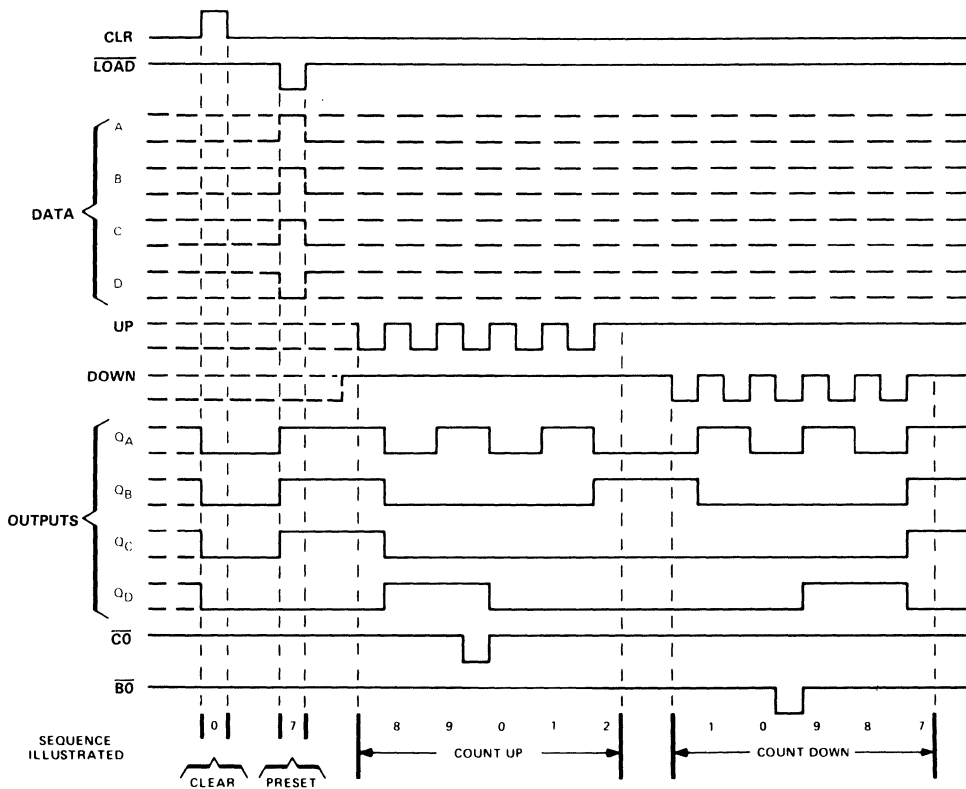 CLR
LOAD
A
B
DATA
C
D
UP
DOWN
QA
QB
OUTPUTS
QC
QD
CO
BO
SEQUENCE
ILLUSTRATED
0 7 8 9 0 1 2 1 0 9 8 7
COUNT UP COUNT DOWN
CLEAR PRESET